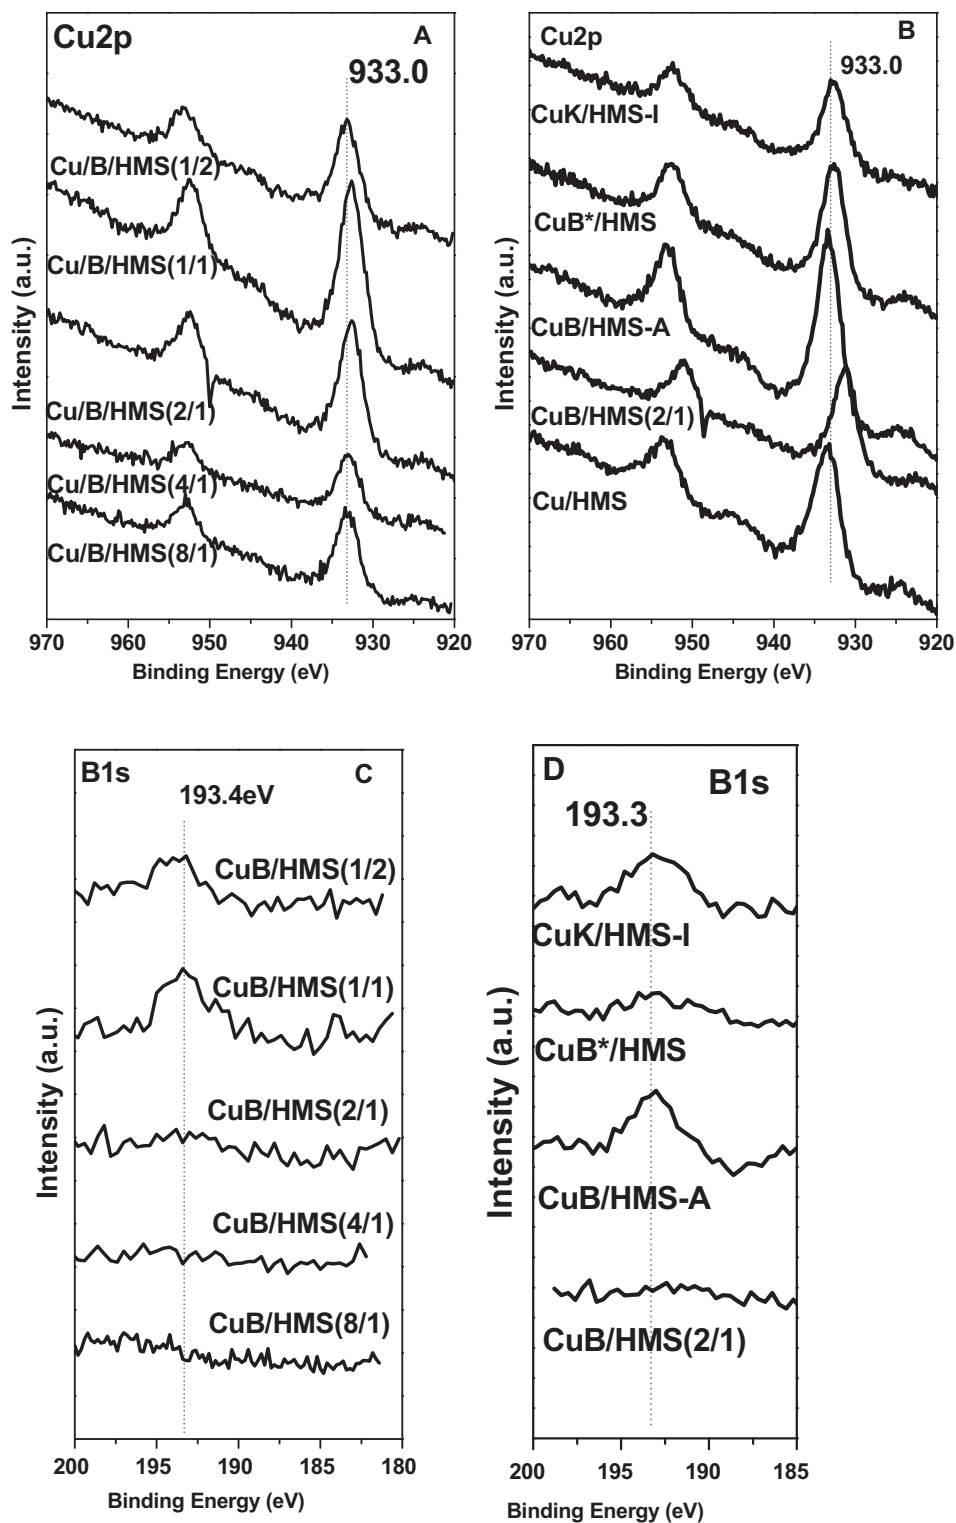 Cu2p
A
933.0
Cu/B/HMS(1/2)
Cu/B/HMS(1/1)
Cu/B/HMS(2/1)
Cu/B/HMS(4/1)
Cu/B/HMS(8/1)
Intensity (a.u.)
970 960 950 940 930 920
Binding Energy (eV)
Cu2p
B
933.0
CuK/HMS-I
CuB*/HMS
CuB/HMS-A
CuB/HMS(2/1)
Cu/HMS
Intensity (a.u.)
970 960 950 940 930 920
Binding Energy (eV)
B1s
C
193.4eV
CuB/HMS(1/2)
CuB/HMS(1/1)
CuB/HMS(2/1)
CuB/HMS(4/1)
CuB/HMS(8/1)
Intensity (a.u.)
200 195 190 185 180
Binding Energy (eV)
D
B1s
193.3
CuK/HMS-I
CuB*/HMS
CuB/HMS-A
CuB/HMS(2/1)
Intensity (a.u.)
200 195 190 185
Binding Energy (eV)